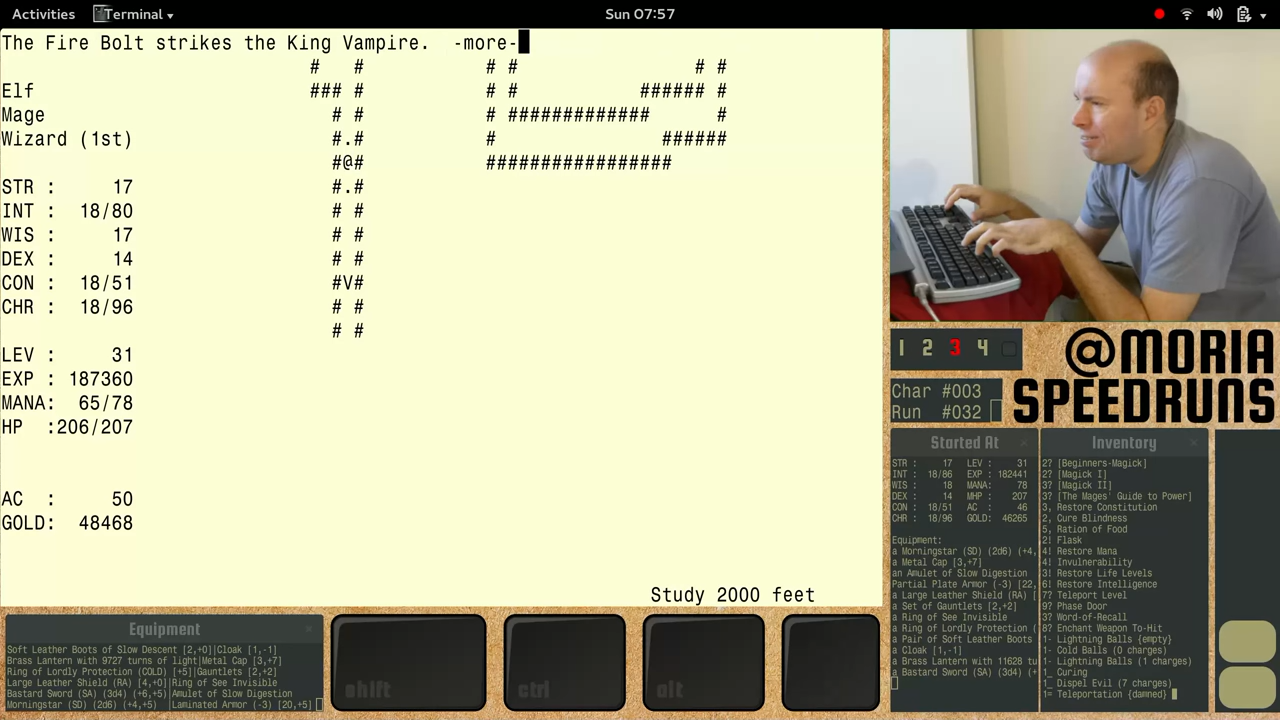 Activities Terminal Sun 07:57
The Fire Bolt strikes the King Vampire. -more-
# # # # # #
Elf ### # # # ###### #
Mage # # # ############# #
Wizard (1st) #.# # ######
#@# #################
STR : 17 #.#
INT : 18/80 # #
WIS : 17 # #
DEX : 14 # #
CON : 18/51 #V#
CHR : 18/96 # #
# #
LEV : 31
EXP : 187360
MANA: 65/78
HP :206/207
AC : 50
GOLD: 48468
Study 2000 feet
1 2 3 4
@MORIA
SPEEDRUNS
Char #003
Run #032
Started At
STR : 17 LEV : 31
INT : 18/86 EXP : 182441
WIS : 18 MANA: 78
DEX : 14 MHP : 207
CON : 18/51 AC : 46
CHR : 18/96 GOLD: 46265
Equipment:
a Morningstar (SD) (2d6) (+4,
a Metal Cap [3,+7]
an Amulet of Slow Digestion
Partial Plate Armor (-3) [22,
a Large Leather Shield (RA) [
a Set of Gauntlets [2,+2]
a Ring of See Invisible
a Ring of Lordly Protection (
a Pair of Soft Leather Boots
a Cloak [1,-1]
a Brass Lantern with 11628 tu
a Bastard Sword (SA) (3d4) (+
Inventory
2? [Beginners-Magick]
2? [Magick I]
3? [Magick II]
3? [The Mages' Guide to Power]
3, Restore Constitution
2, Cure Blindness
5, Ration of Food
2! Flask
4! Restore Mana
4! Invulnerability
3! Restore Life Levels
6! Restore Intelligence
7? Teleport Level
9? Phase Door
3? Word-of-Recall
8? Enchant Weapon To-Hit
1- Lightning Balls {empty}
1- Cold Balls (0 charges)
1- Lightning Balls (1 charges)
1_ Curing
1_ Dispel Evil (7 charges)
1= Teleportation {damned}
Equipment
Soft Leather Boots of Slow Descent [2,+0]|Cloak [1,-1]
Brass Lantern with 9727 turns of light|Metal Cap [3,+7]
Ring of Lordly Protection (COLD) [+5]|Gauntlets [2,+2]
Large Leather Shield (RA) [4,+0]|Ring of See Invisible
Bastard Sword (SA) (3d4) (+6,+5) |Amulet of Slow Digestion
Morningstar (SD) (2d6) (+4,+5) |Laminated Armor (-3) [20,+5]
shift ctrl alt